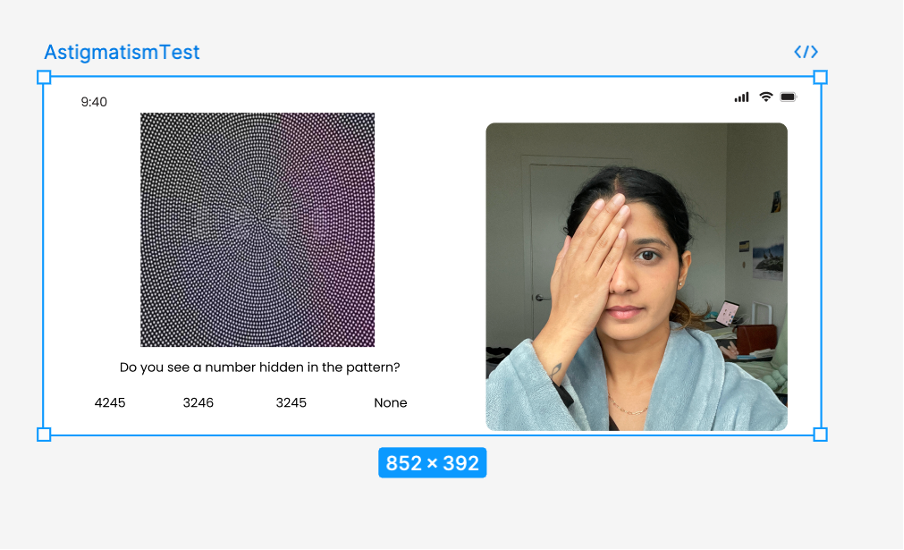 AstigmatismTest
9:40
Do you see a number hidden in the pattern?
4245 3246 3245 None
852 × 392